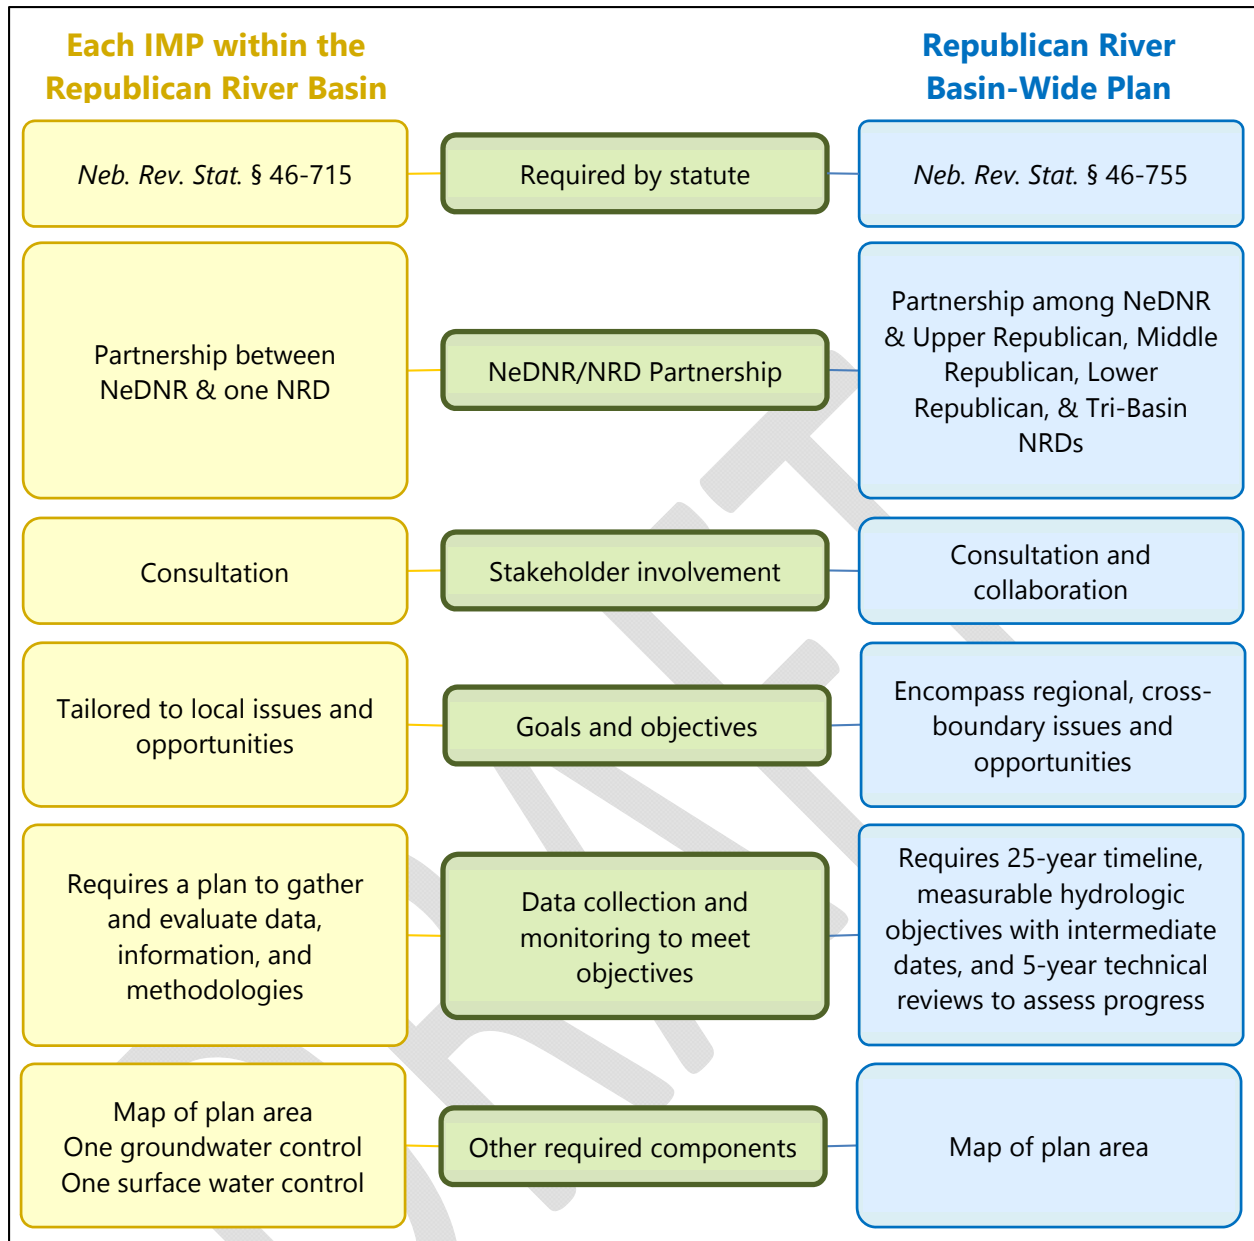 Each IMP within the
Republican River Basin
Republican River
Basin-Wide Plan
Neb. Rev. Stat. § 46-715
Required by statute
Neb. Rev. Stat. § 46-755
Partnership between
NeDNR & one NRD
NeDNR/NRD Partnership
Partnership among NeDNR
& Upper Republican, Middle
Republican, Lower
Republican, & Tri-Basin
NRDs
Consultation
Stakeholder involvement
Consultation and
collaboration
Tailored to local issues and
opportunities
Goals and objectives
Encompass regional, cross-
boundary issues and
opportunities
Requires a plan to gather
and evaluate data,
information, and
methodologies
Data collection and
monitoring to meet
objectives
Requires 25-year timeline,
measurable hydrologic
objectives with intermediate
dates, and 5-year technical
reviews to assess progress
Map of plan area
One groundwater control
One surface water control
Other required components
Map of plan area
DRAFT